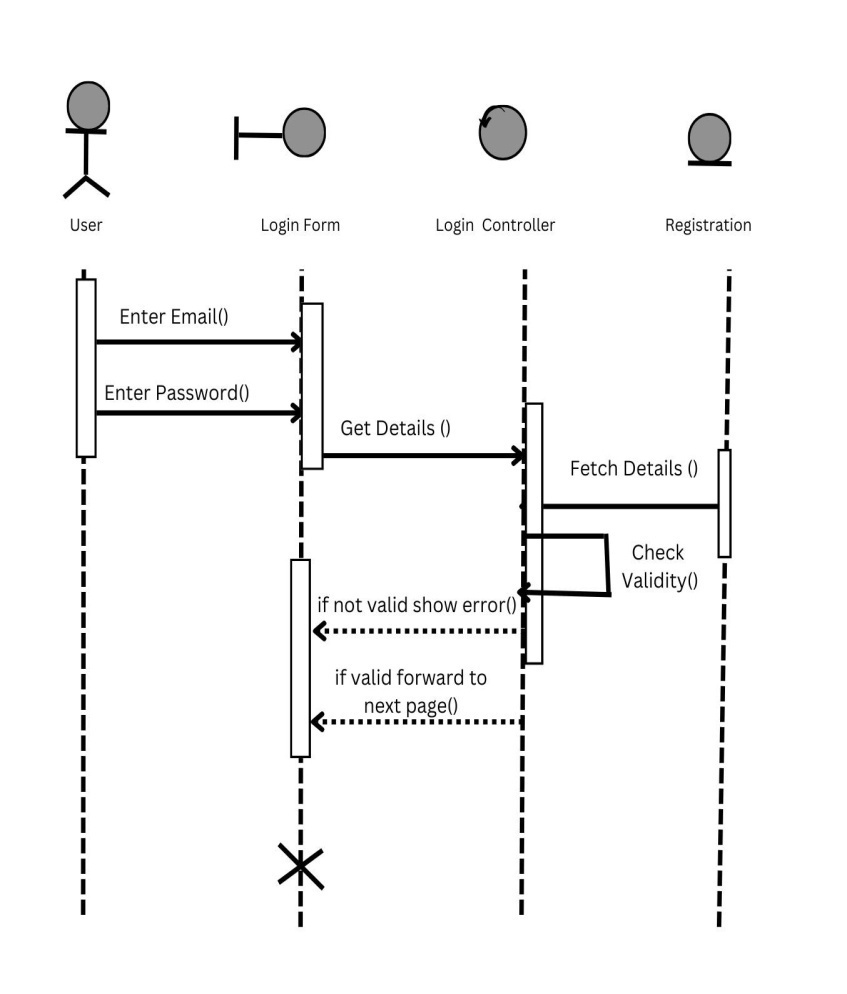 User
Login Form
Login  Controller
Registration
Enter Email()
Enter Password()
Get Details ()
Fetch Details ()
Check
Validity()
if not valid show error()
if valid forward to
next page()